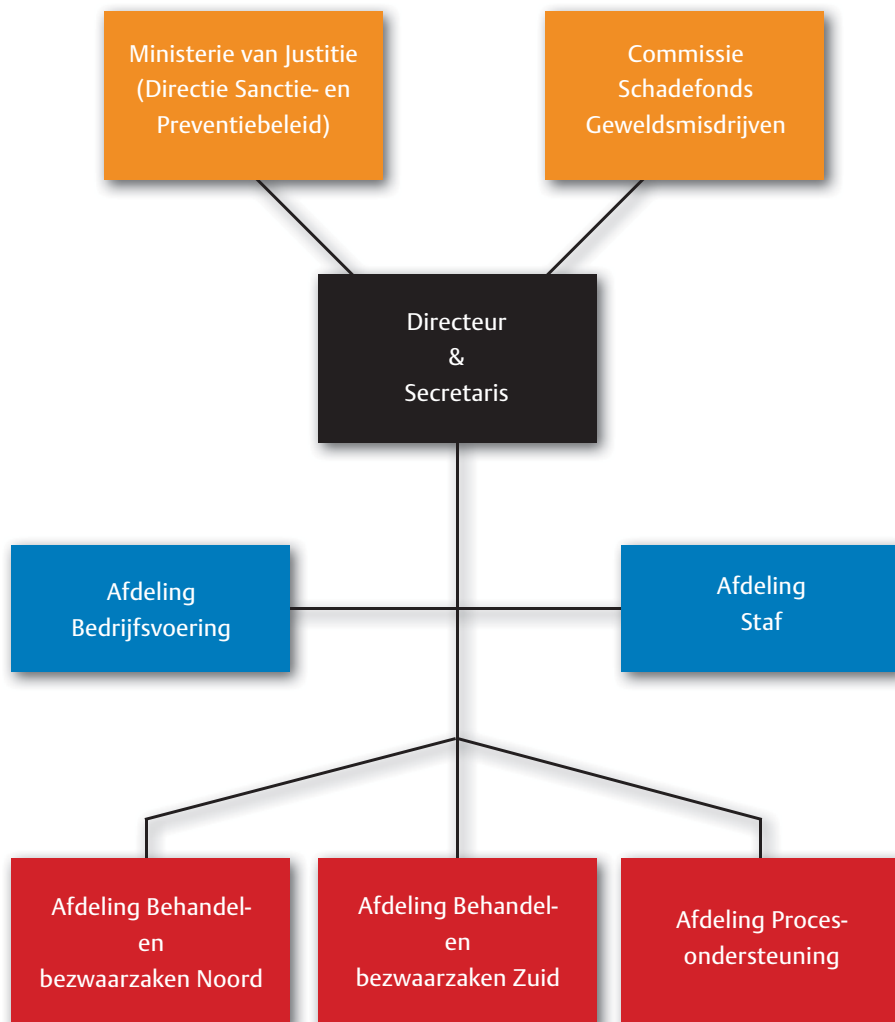 Ministerie van Justitie
(Directie Sanctie- en
Preventiebeleid)
Commissie
Schadefonds
Geweldsmisdrijven
Directeur
&
Secretaris
Afdeling
Bedrijfsvoering
Afdeling
Staf
Afdeling Behandel-
en
bezwaarzaken Noord
Afdeling Behandel-
en
bezwaarzaken Zuid
Afdeling Proces-
ondersteuning